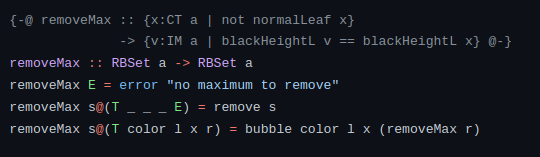 {-@ removeMax :: {x:CT a | not normalLeaf x}
              -> {v:IM a | blackHeightL v == blackHeightL x} @-}
removeMax :: RBSet a -> RBSet a
removeMax E = error "no maximum to remove"
removeMax s@(T _ _ _ E) = remove s
removeMax s@(T color l x r) = bubble color l x (removeMax r)